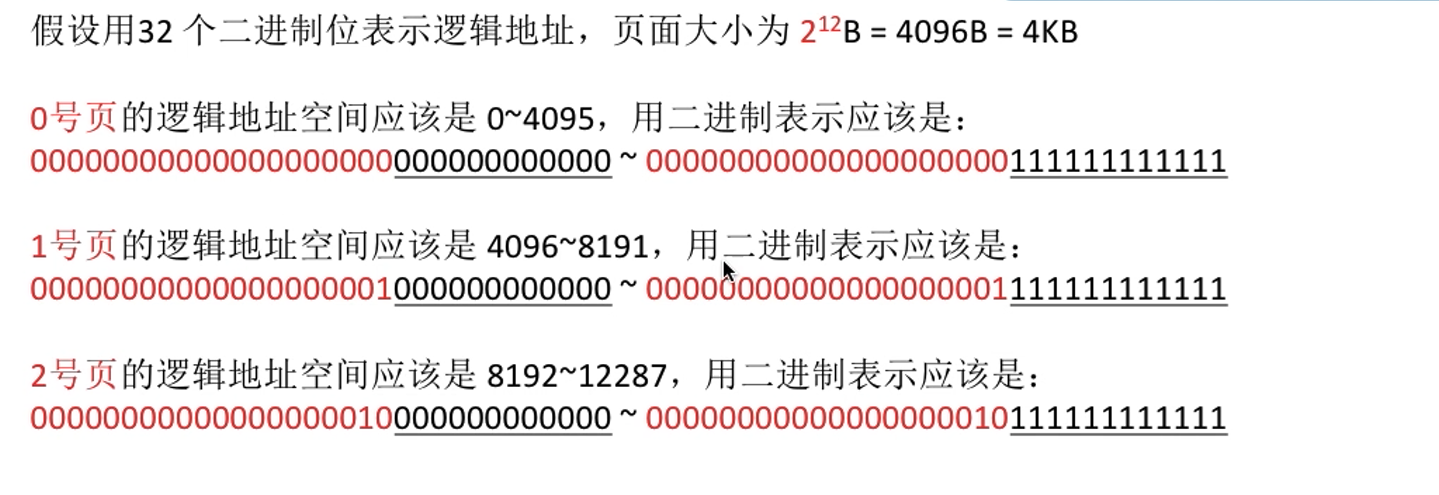 假设用32 个二进制位表示逻辑地址，页面大小为 2¹²B = 4096B = 4KB
0号页的逻辑地址空间应该是 0~4095，用二进制表示应该是：
00000000000000000000000000000000 ~ 00000000000000000000111111111111
1号页的逻辑地址空间应该是 4096~8191，用二进制表示应该是：
00000000000000000001000000000000 ~ 00000000000000000001111111111111
2号页的逻辑地址空间应该是 8192~12287，用二进制表示应该是：
00000000000000000010000000000000 ~ 00000000000000000010111111111111